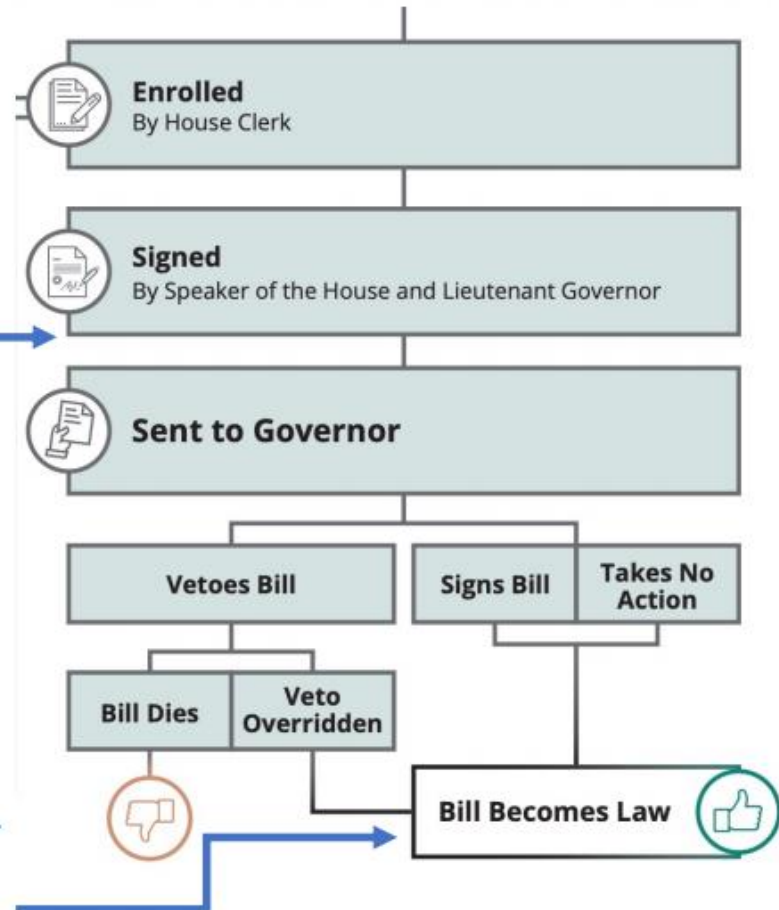 Enrolled
By House Clerk
Signed
By Speaker of the House and Lieutenant Governor
Sent to Governor
Vetoes Bill
Signs Bill
Takes No
Action
Bill Dies
Veto
Overridden
Bill Becomes Law